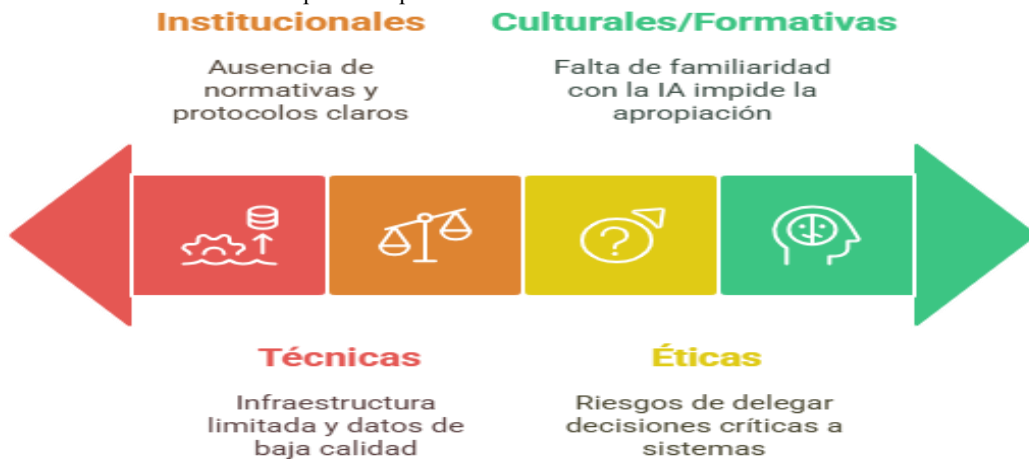 Institucionales
Ausencia de
normativas y
protocolos claros
Culturales/Formativas
Falta de familiaridad
con la IA impide la
apropiación
?
Técnicas
Infraestructura
limitada y datos de
baja calidad
Éticas
Riesgos de delegar
decisiones críticas a
sistemas